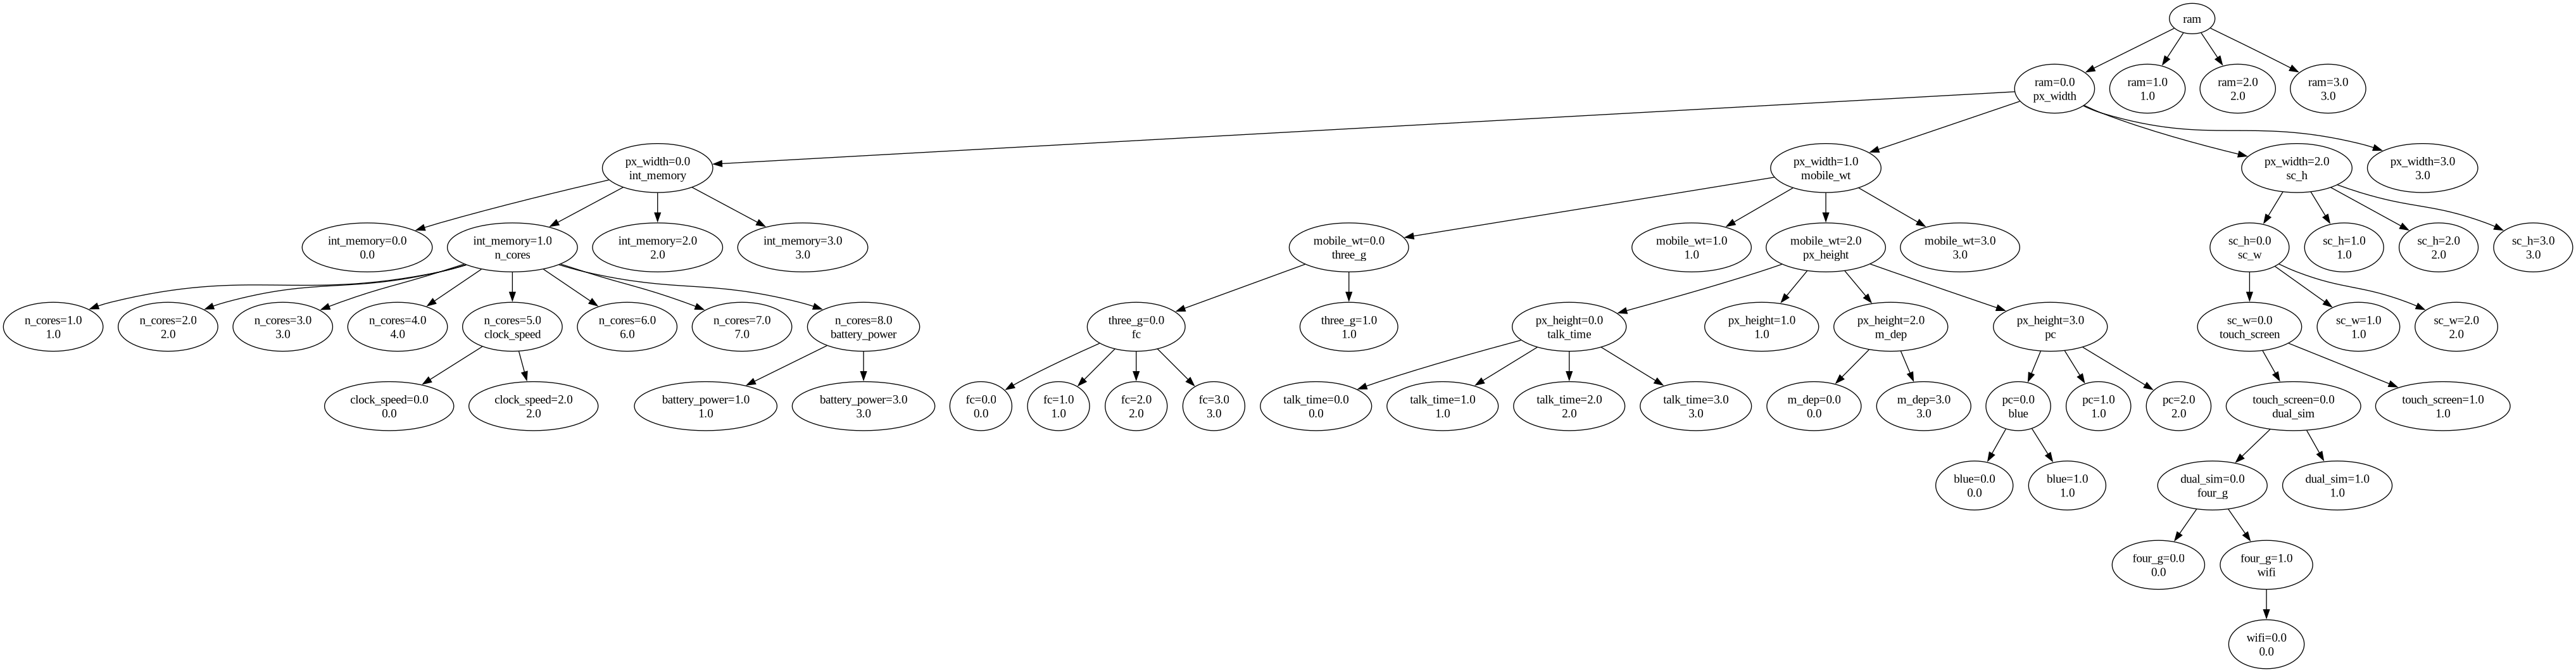 ram
ram=0.0
px_width
ram=1.0
1.0
ram=2.0
2.0
ram=3.0
3.0
px_width=0.0
int_memory
px_width=1.0
mobile_wt
px_width=2.0
sc_h
px_width=3.0
3.0
int_memory=0.0
0.0
int_memory=1.0
n_cores
int_memory=2.0
2.0
int_memory=3.0
3.0
mobile_wt=0.0
three_g
mobile_wt=1.0
1.0
mobile_wt=2.0
px_height
mobile_wt=3.0
3.0
sc_h=0.0
sc_w
sc_h=1.0
1.0
sc_h=2.0
2.0
sc_h=3.0
3.0
n_cores=1.0
1.0
n_cores=2.0
2.0
n_cores=3.0
3.0
n_cores=4.0
4.0
n_cores=5.0
clock_speed
n_cores=6.0
6.0
n_cores=7.0
7.0
n_cores=8.0
battery_power
three_g=0.0
fc
three_g=1.0
1.0
px_height=0.0
talk_time
px_height=1.0
1.0
px_height=2.0
m_dep
px_height=3.0
pc
sc_w=0.0
touch_screen
sc_w=1.0
1.0
sc_w=2.0
2.0
clock_speed=0.0
0.0
clock_speed=2.0
2.0
battery_power=1.0
1.0
battery_power=3.0
3.0
fc=0.0
0.0
fc=1.0
1.0
fc=2.0
2.0
fc=3.0
3.0
talk_time=0.0
0.0
talk_time=1.0
1.0
talk_time=2.0
2.0
talk_time=3.0
3.0
m_dep=0.0
0.0
m_dep=3.0
3.0
pc=0.0
blue
pc=1.0
1.0
pc=2.0
2.0
touch_screen=0.0
dual_sim
touch_screen=1.0
1.0
blue=0.0
0.0
blue=1.0
1.0
dual_sim=0.0
four_g
dual_sim=1.0
1.0
four_g=0.0
0.0
four_g=1.0
wifi
wifi=0.0
0.0